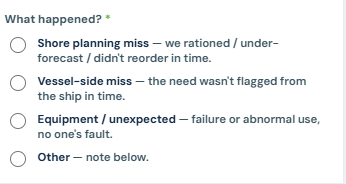 What happened? *
Shore planning miss — we rationed / under-
forecast / didn't reorder in time.
Vessel-side miss — the need wasn't flagged from
the ship in time.
Equipment / unexpected — failure or abnormal use,
no one's fault.
Other — note below.